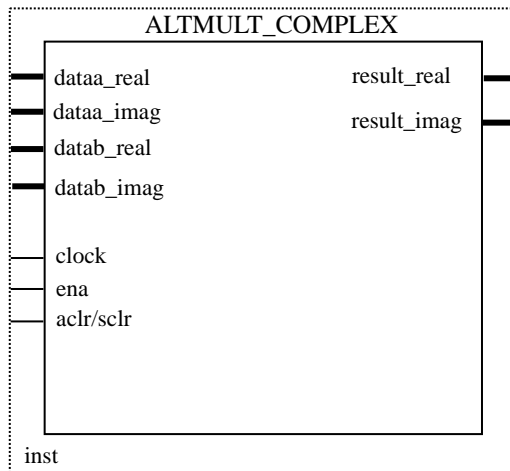 ALTMULT_COMPLEX
dataa_real
result_real
dataa_imag
result_imag
datab_real
datab_imag
clock
ena
aclr/sclr
inst